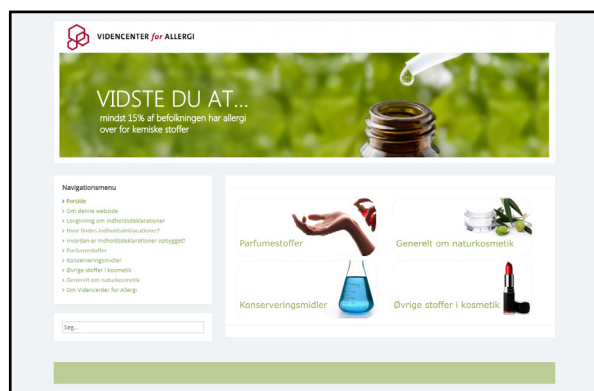 VIDENCENTER for ALLERGI
VIDSTE DU AT...
mindst 15% af befolkningen har allergi
over for kemiske stoffer
Navigationsmenu
Forside
Om denne webside
Lovgivning om indholdsdeklarationer
Hvor findes indholdsdeklarationer?
Hvordan er indholdsdeklarationer opbygget?
Parfumestoffer
Konserveringsmidler
Øvrige stoffer i kosmetik
Generelt om naturkosmetik
Om Videncenter for Allergi
Søg...
Parfumestoffer
Generelt om naturkosmetik
Konserveringsmidler
Øvrige stoffer i kosmetik